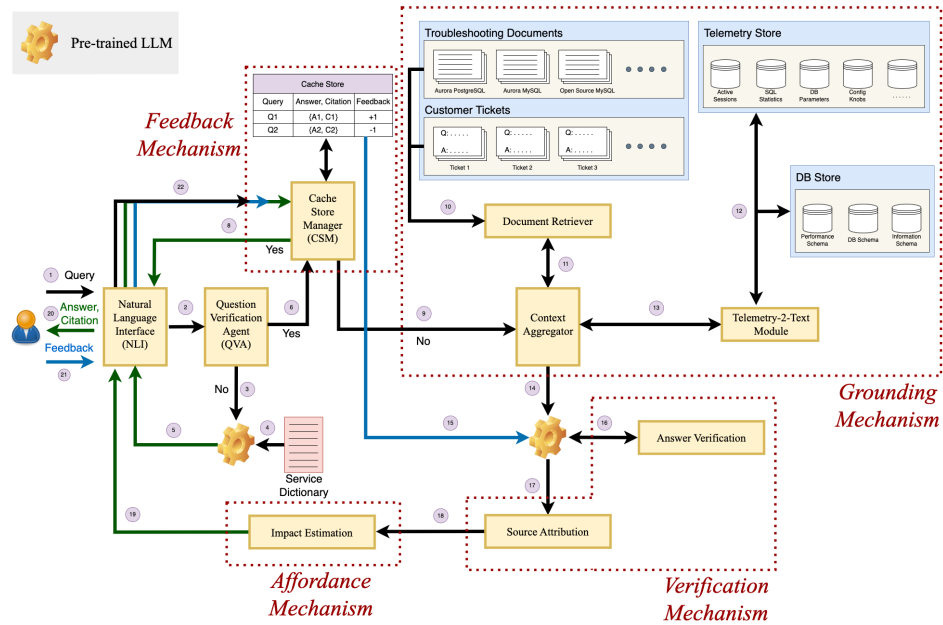 Pre-trained LLM
Feedback
Mechanism
Cache Store
Query
Answer, Citation
Feedback
Q1
(A1, C1)
+1
Q2
(A2, C2)
-1
Troubleshooting Documents
Aurora PostgreSQL
Aurora MySQL
Open Source MySQL
Customer Tickets
Q: . . . . .
A: . . . . .
Q: . . . . .
A: . . . . .
Q: . . . . .
A: . . . . .
Ticket 1
Ticket 2
Ticket 3
Telemetry Store
Active
Sessions
SQL
Statistics
DB
Parameters
Config
Knobs
. . . . . .
DB Store
Performance
Schema
DB Schema
Information
Schema
22
Cache
Store
Manager
(CSM)
8
Yes
10
Document Retriever
12
11
1
Query
20
Answer,
Citation
Feedback
21
Natural
Language
Interface
(NLI)
2
Question
Verification
Agent
(QVA)
6
Yes
9
No
Context
Aggregator
13
Telemetry-2-Text
Module
No
3
14
Grounding
Mechanism
5
4
Service
Dictionary
15
16
Answer Verification
17
19
Impact Estimation
18
Source Attribution
Affordance
Mechanism
Verification
Mechanism